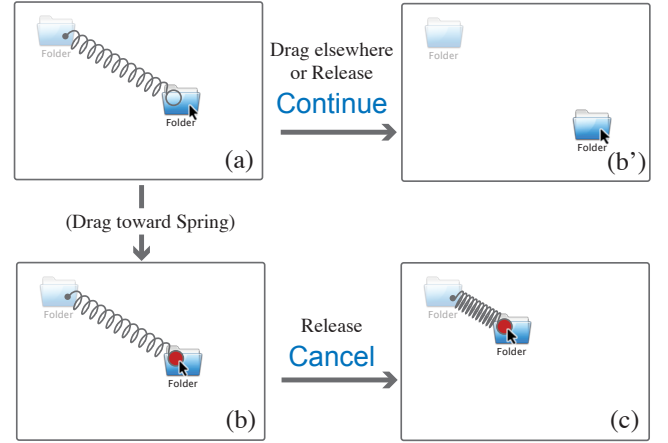 Folder
Folder
(a)
Drag elsewhere
or Release
Continue
Folder
Folder
(b’)
(Drag toward Spring)
Folder
Folder
(b)
Release
Cancel
Folder
Folder
(c)